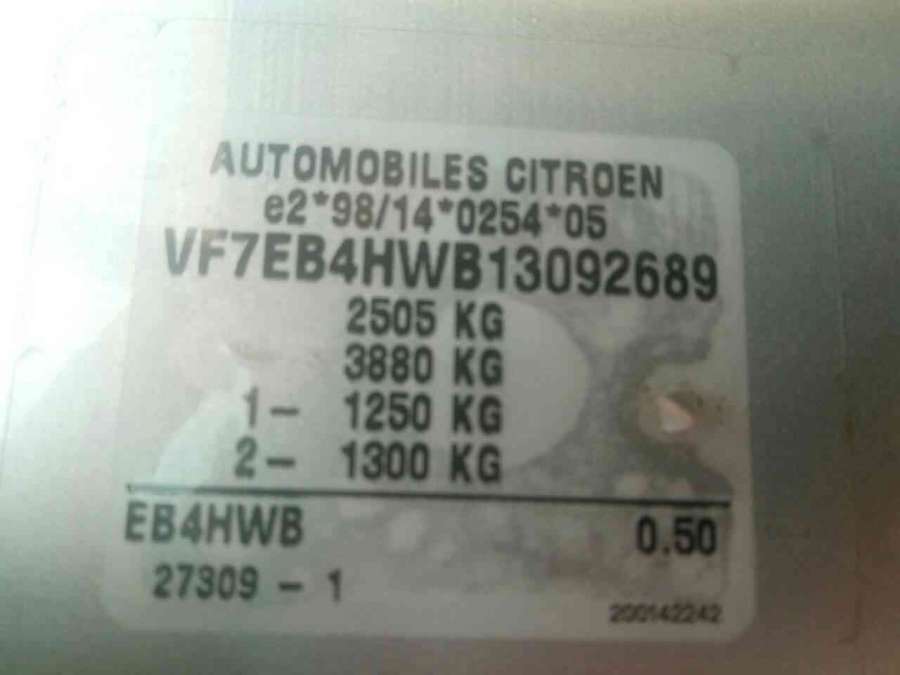 AUTOMOBILES CITROEN
e2*98/14*0254*05
VF7EB4HWB13092689
2505 KG
3880 KG
1- 1250 KG
2- 1300 KG
EB4HWB 0.50
27309 - 1
200142242